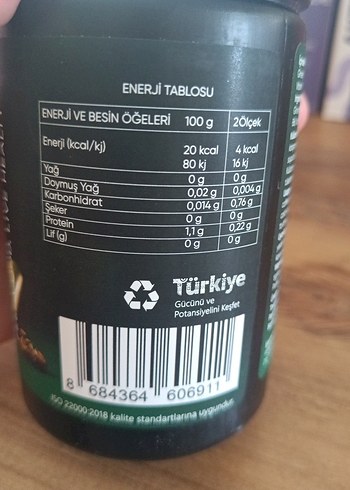 ENERJİ TABLOSU
ENERJİ VE BESİN ÖĞELERİ 100 g 2Ölçek
Enerji (kcal/kj) 20 kcal 4 kcal
80 kj 16 kj
Yağ 0 g 0 g
Doymuş Yağ 0,02 g 0,004 g
Karbonhidrat 0,014 g 0,76 g
Şeker 0 g 0 g
Protein 1,1 g 0,22 g
Lif (g) 0 g 0 g
Türkiye
Gücünü ve
Potansiyelini Keşfet
8 684364 606911
ISO 22000:2018 kalite standartlarına uygundur.